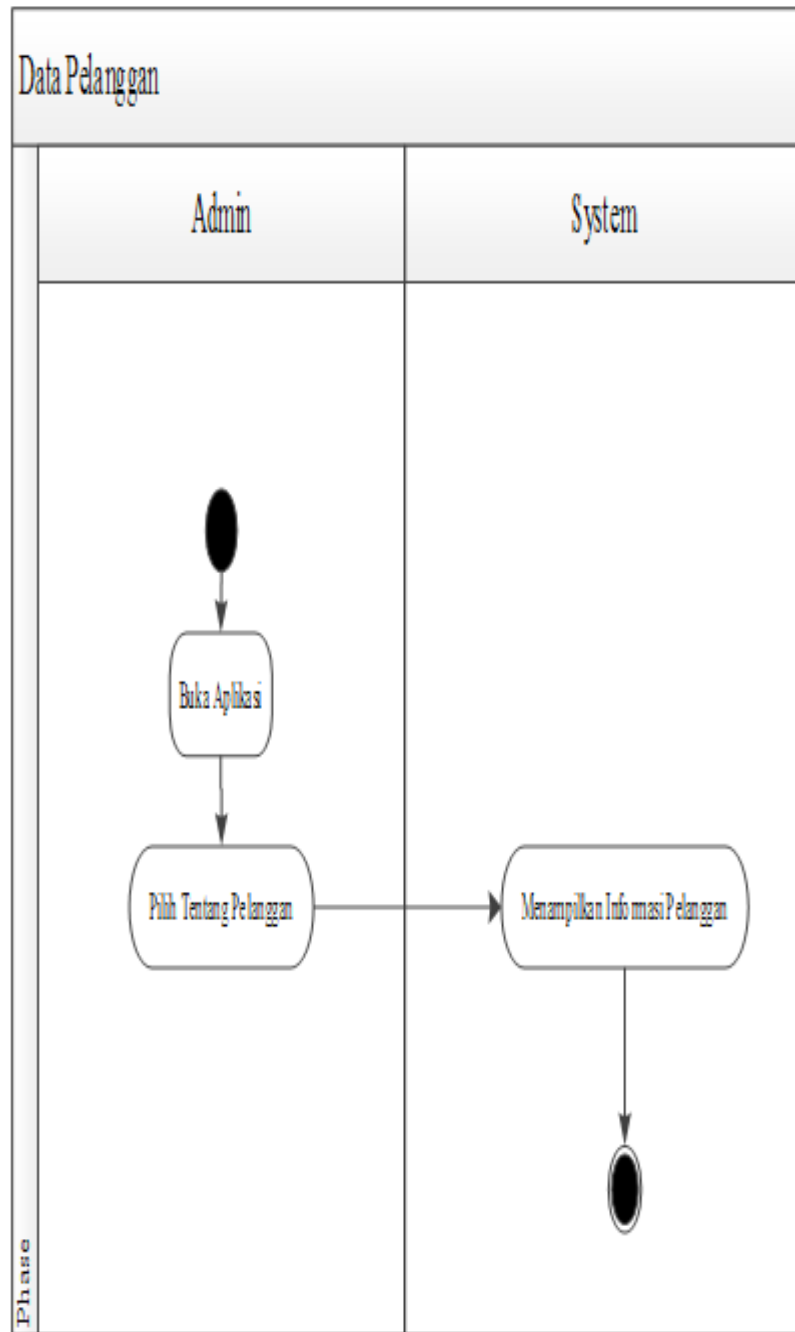 Data Pelanggan
Admin
System
Buka Aplikasi
Pilih Tentang Pelanggan
Menampilkan Informasi Pelanggan
Phase